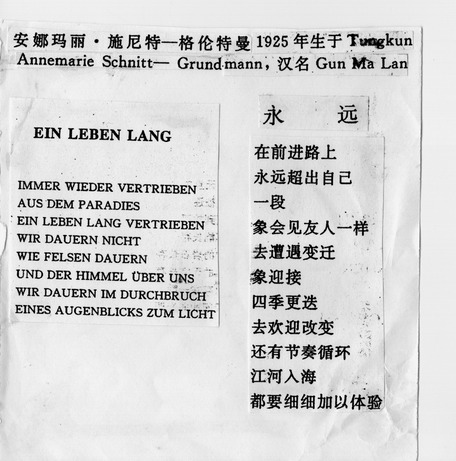 安娜玛丽·施尼特—格伦特曼 1925 年生于 Tungkun
Annemarie Schnitt— Grundmann, 汉名 Gun Ma Lan
EIN LEBEN LANG
IMMER WIEDER VERTRIEBEN
AUS DEM PARADIES
EIN LEBEN LANG VERTRIEBEN
WIR DAUERN NICHT
WIE FELSEN DAUERN
UND DER HIMMEL ÜBER UNS
WIR DAUERN IM DURCHBRUCH
EINES AUGENBLICKS ZUM LICHT
永 远
在前进路上
永远超出自己
一段
象会见友人一样
去遭遇变迁
象迎接
四季更迭
去欢迎改变
还有节奏循环
江河入海
都要细细加以体验